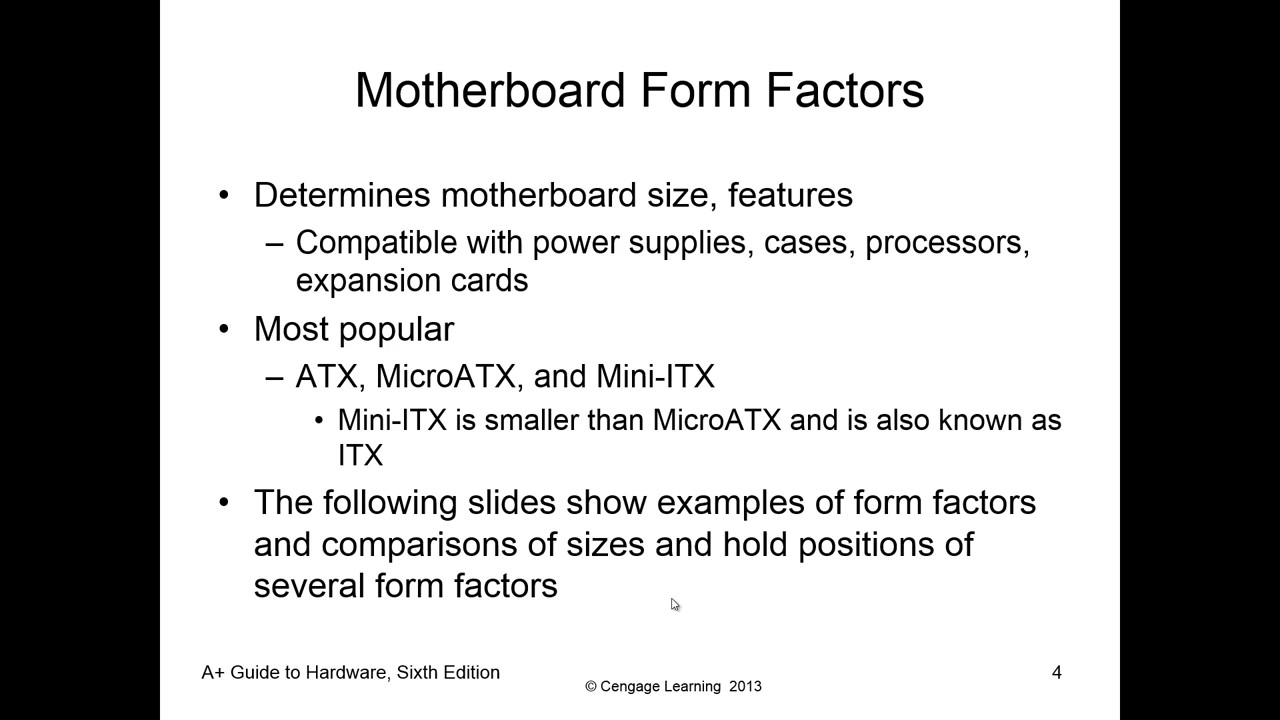 Motherboard Form Factors
• Determines motherboard size, features
– Compatible with power supplies, cases, processors,
expansion cards
• Most popular
– ATX, MicroATX, and Mini-ITX
• Mini-ITX is smaller than MicroATX and is also known as
ITX
• The following slides show examples of form factors
and comparisons of sizes and hold positions of
several form factors
A+ Guide to Hardware, Sixth Edition
© Cengage Learning 2013
4